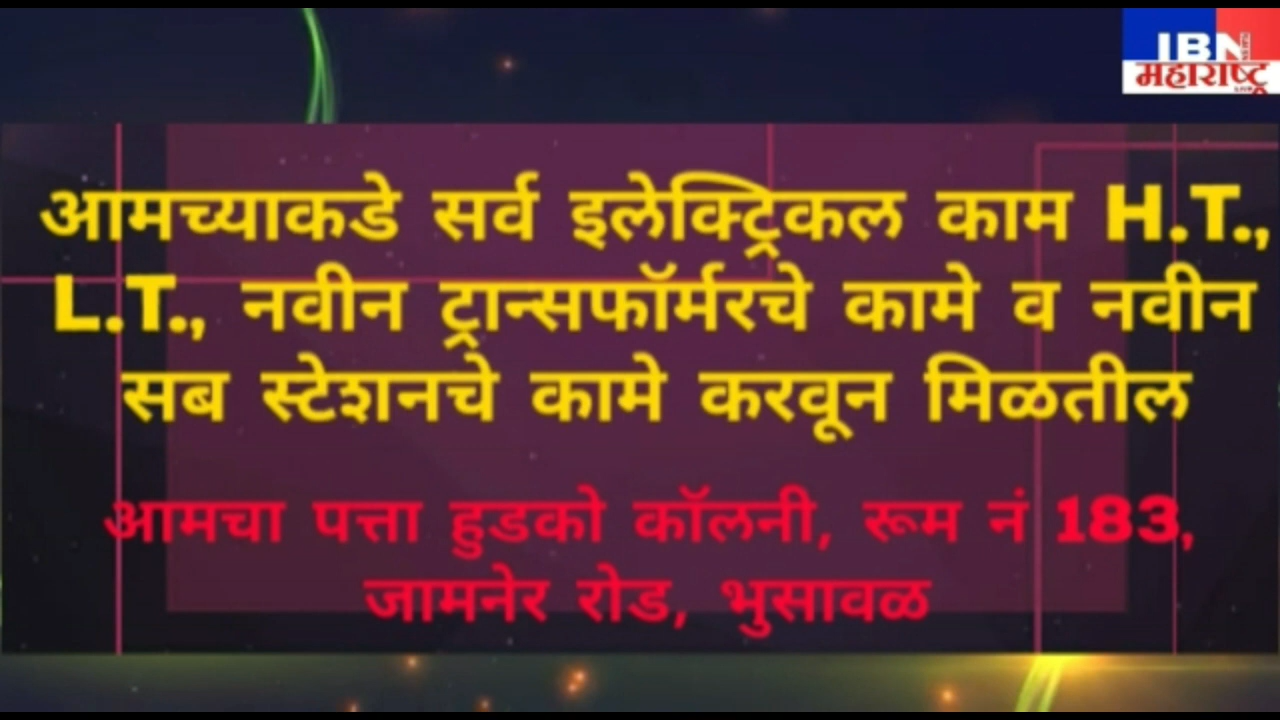 IBN
महाराष्ट्र
आमच्याकडे सर्व इलेक्ट्रिकल काम H.T.,
L.T., नवीन ट्रान्सफॉर्मरचे कामे व नवीन
सब स्टेशनचे कामे करवून मिळतील
आमचा पत्ता हुडको कॉलनी, रूम नं 183,
जामनेर रोड, भुसावळ